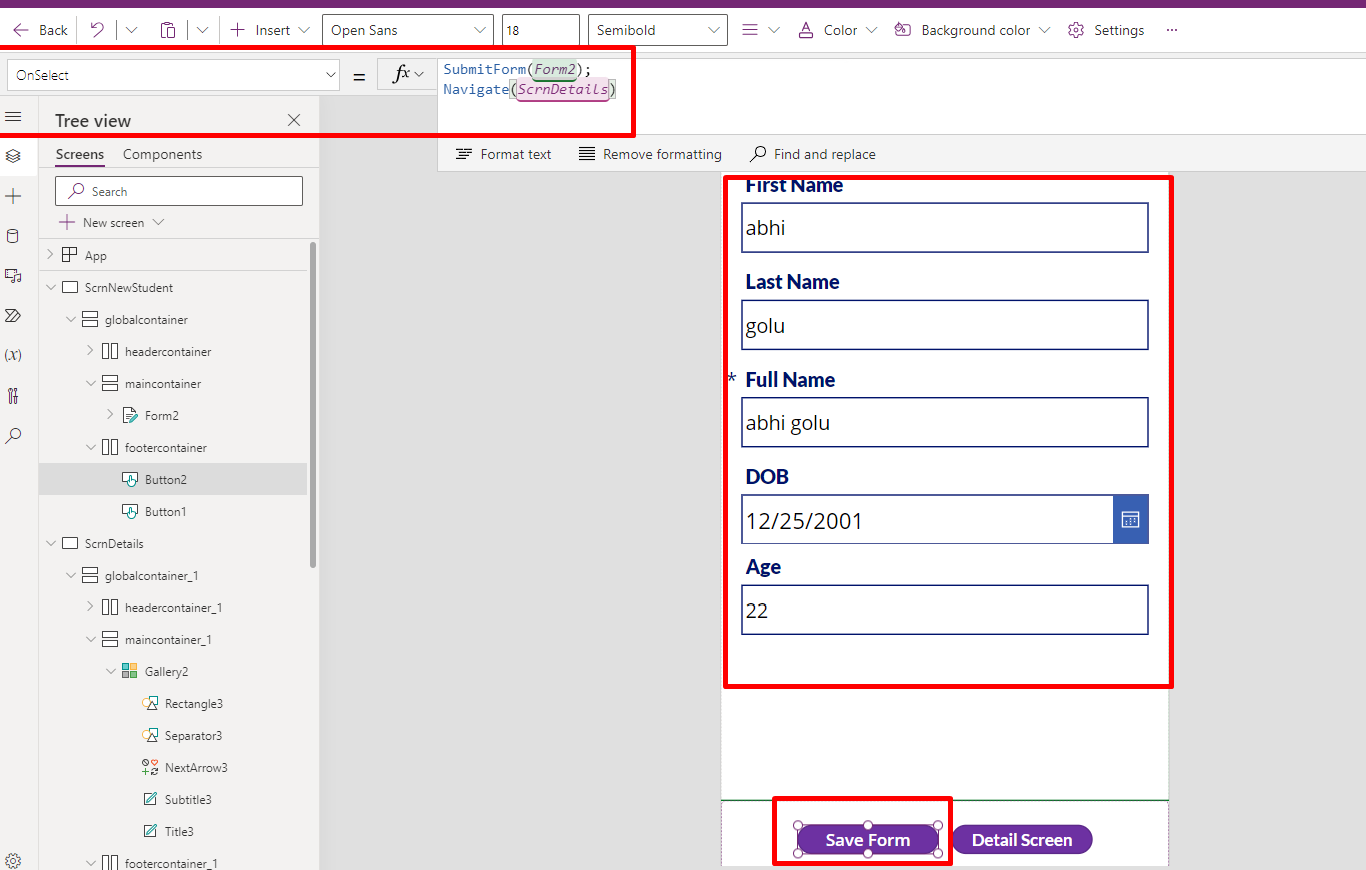 Back
Insert
Open Sans
18
Semibold
Color
Background color
Settings
OnSelect
=
fx
SubmitForm(Form2);
Navigate(ScrnDetails)
Tree view
Screens
Components
Format text
Remove formatting
Find and replace
Search
New screen
App
ScrnNewStudent
globalcontainer
headercontainer
maincontainer
Form2
footercontainer
Button2
Button1
ScrnDetails
globalcontainer_1
headercontainer_1
maincontainer_1
Gallery2
Rectangle3
Separator3
NextArrow3
Subtitle3
Title3
footercontainer_1
(x)
First Name
abhi
Last Name
golu
* Full Name
abhi golu
DOB
12/25/2001
Age
22
Save Form
Detail Screen